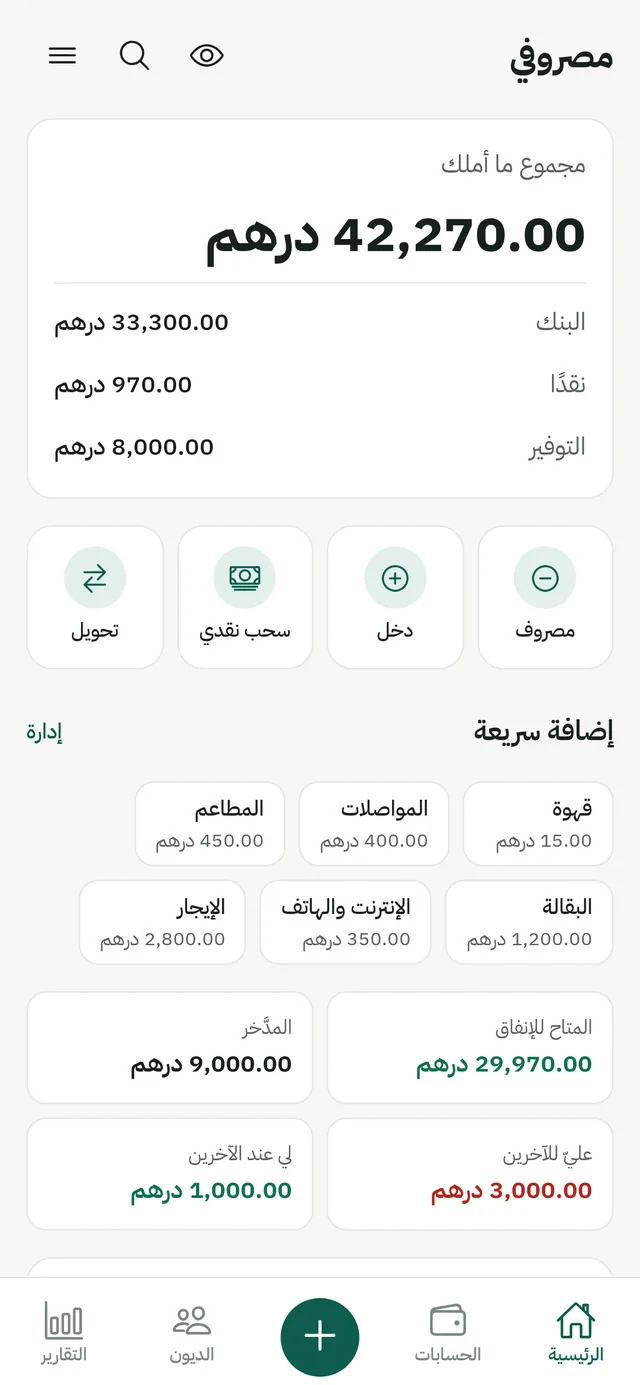 مصروفي
مجموع ما أملك
42,270.00 درهم
البنك 33,300.00 درهم
نقدًا 970.00 درهم
التوفير 8,000.00 درهم
مصروف
دخل
سحب نقدي
تحويل
إضافة سريعة
إدارة
قهوة
15.00 درهم
المواصلات
400.00 درهم
المطاعم
450.00 درهم
البقالة
1,200.00 درهم
الإنترنت والهاتف
350.00 درهم
الإيجار
2,800.00 درهم
المتاح للإنفاق
29,970.00 درهم
المدَّخر
9,000.00 درهم
عليّ للآخرين
3,000.00 درهم
لي عند الآخرين
1,000.00 درهم
الرئيسية
الحسابات
الديون
التقارير